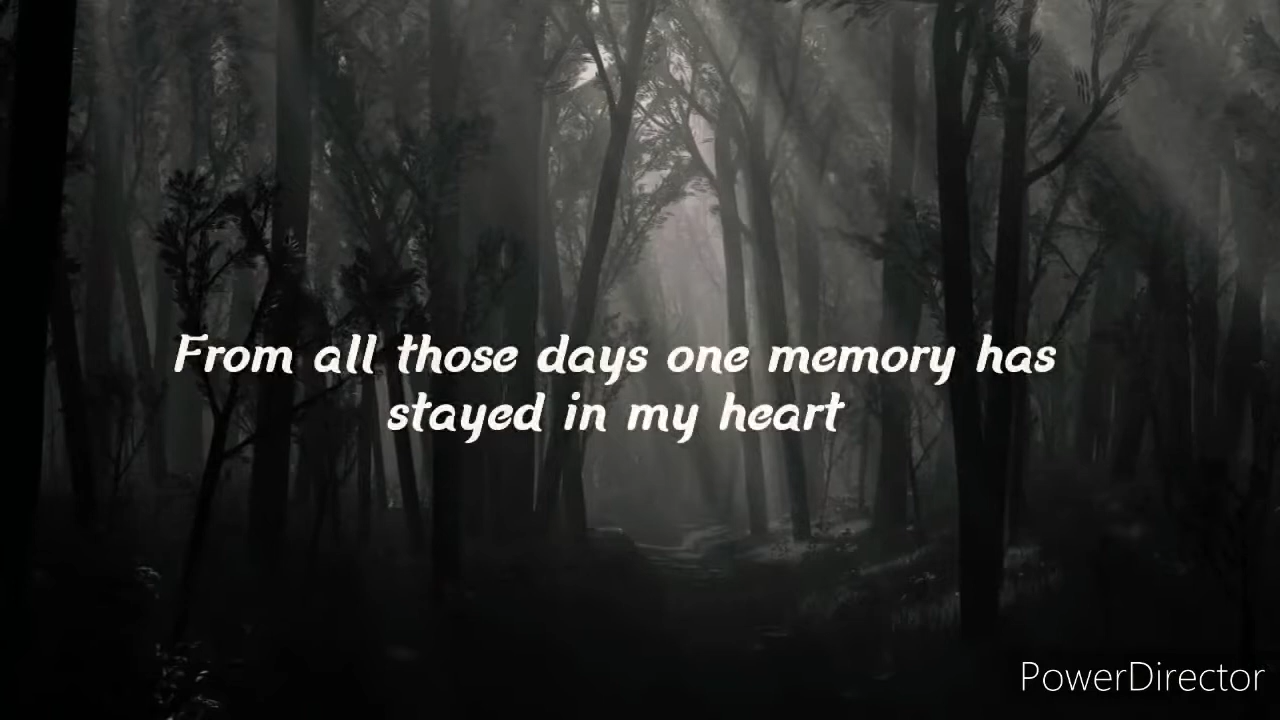 From all those days one memory has
stayed in my heart
PowerDirector